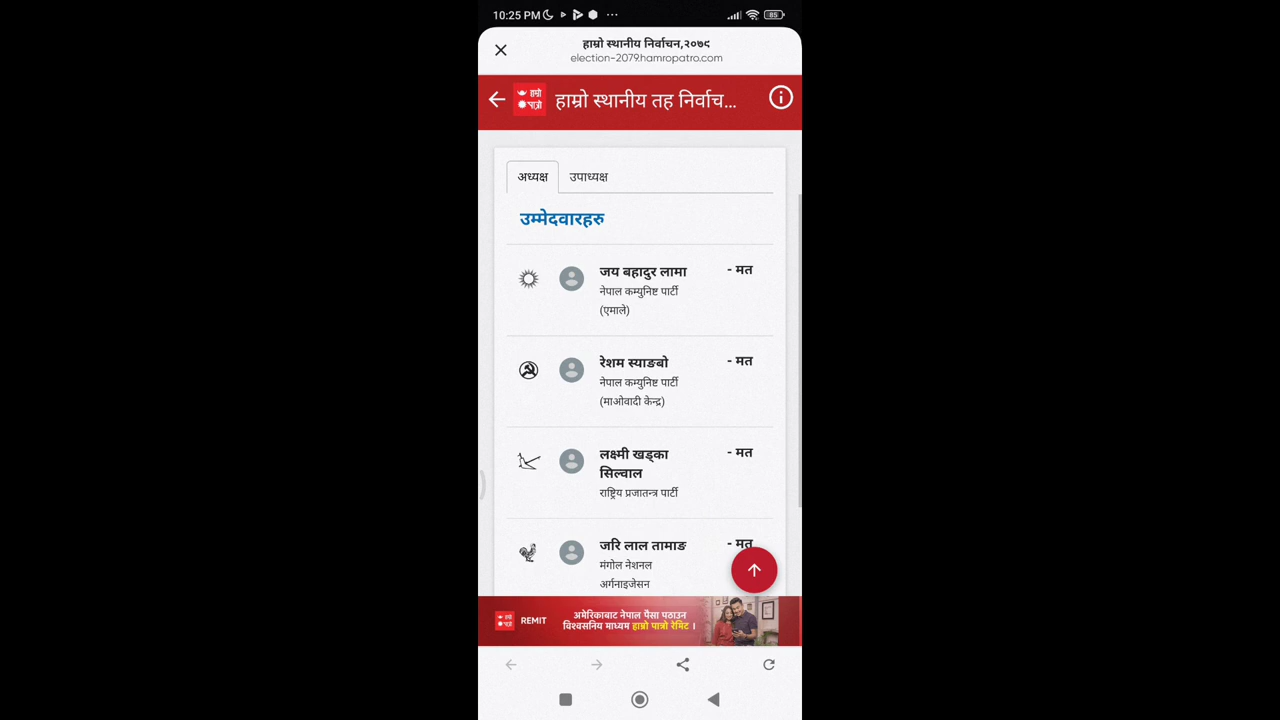 10:25 PM
85
हाम्रो स्थानीय निर्वाचन,२०७९
election-2079.hamropatro.com
हाम्रो पात्रो
हाम्रो स्थानीय तह निर्वाच...
अध्यक्ष उपाध्यक्ष
उम्मेदवारहरु
जय बहादुर लामा - मत
नेपाल कम्युनिष्ट पार्टी
(एमाले)
रेशम स्याङबो - मत
नेपाल कम्युनिष्ट पार्टी
(माओवादी केन्द्र)
लक्ष्मी खड्का - मत
सिल्वाल
राष्ट्रिय प्रजातन्त्र पार्टी
जरि लाल तामाङ - मत
मंगोल नेशनल
अर्गनाइजेसन
हाम्रो पात्रो REMIT
अमेरिकाबाट नेपाल पैसा पठाउन
विश्वसनिय माध्यम हाम्रो पात्रो रेमिट ।